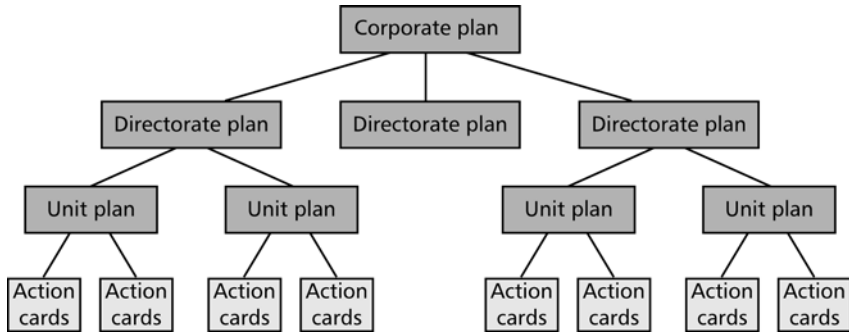 Corporate plan
Directorate plan
Directorate plan
Directorate plan
Unit plan
Unit plan
Unit plan
Unit plan
Action
cards
Action
cards
Action
cards
Action
cards
Action
cards
Action
cards
Action
cards
Action
cards